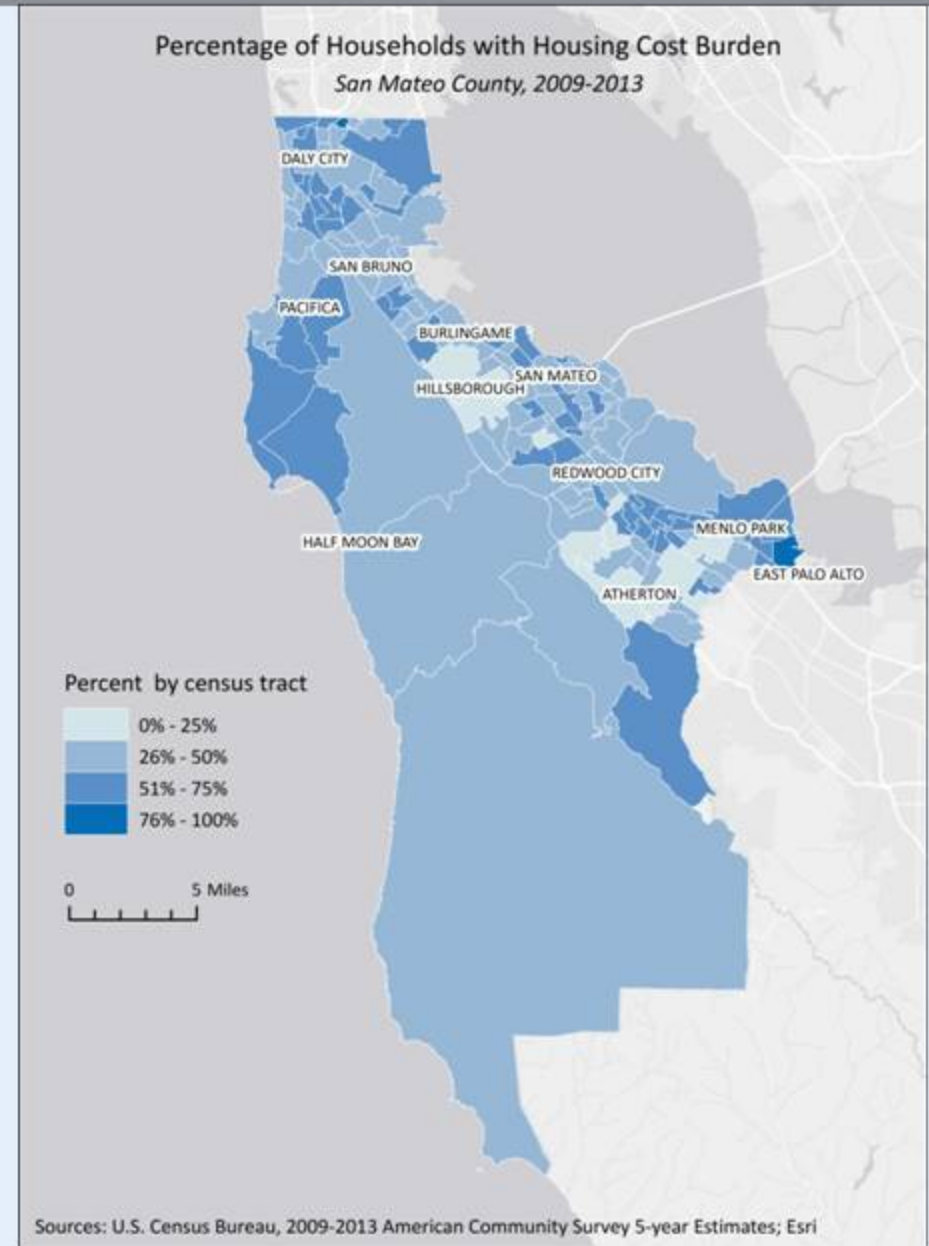 Percentage of Households with Housing Cost Burden
San Mateo County, 2009-2013
DALY CITY
SAN BRUNO
PACIFICA
BURLINGAME
SAN MATEO
HILLSBOROUGH
REDWOOD CITY
MENLO PARK
HALF MOON BAY
EAST PALO ALTO
ATHERTON
Percent by census tract
0% - 25%
26% - 50%
51% - 75%
76% - 100%
0 5 Miles
Sources: U.S. Census Bureau, 2009-2013 American Community Survey 5-year Estimates; Esri